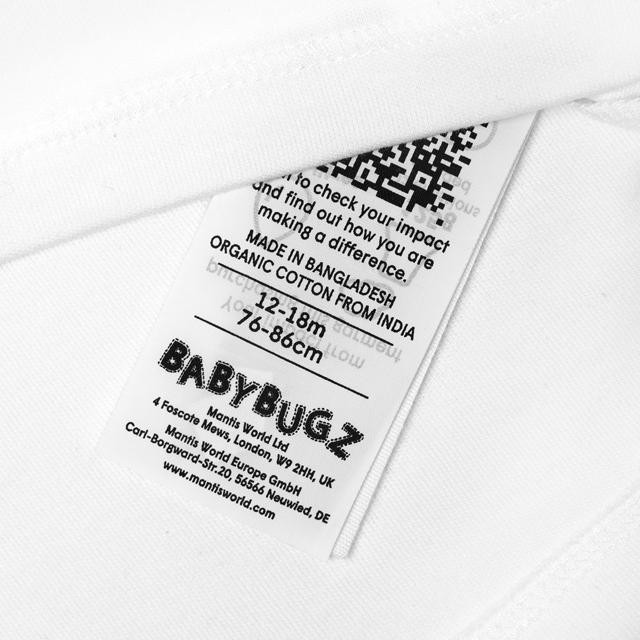 to check your impact
and find out how you are
making a difference.
MADE IN BANGLADESH
ORGANIC COTTON FROM INDIA
12-18m
76-86cm
BABYBUGZ
Mantis World Ltd
4 Foscote Mews, London, W9 2HH, UK
Mantis World Europe GmbH
Carl-Borgward-Str.20, 56566 Neuwied, DE
www.mantisworld.com